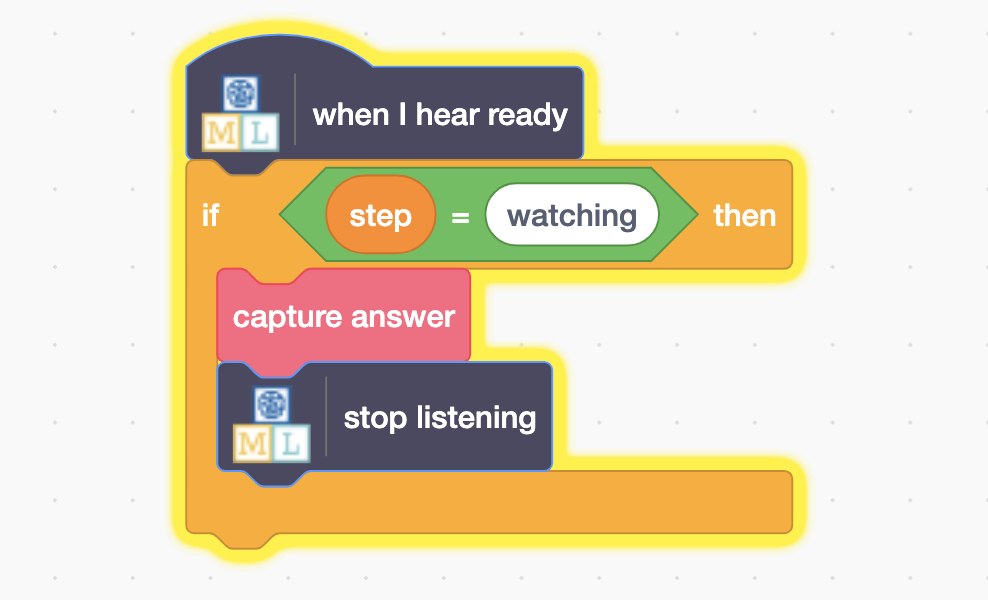 M L when I hear ready
if step = watching then
capture answer
M L stop listening